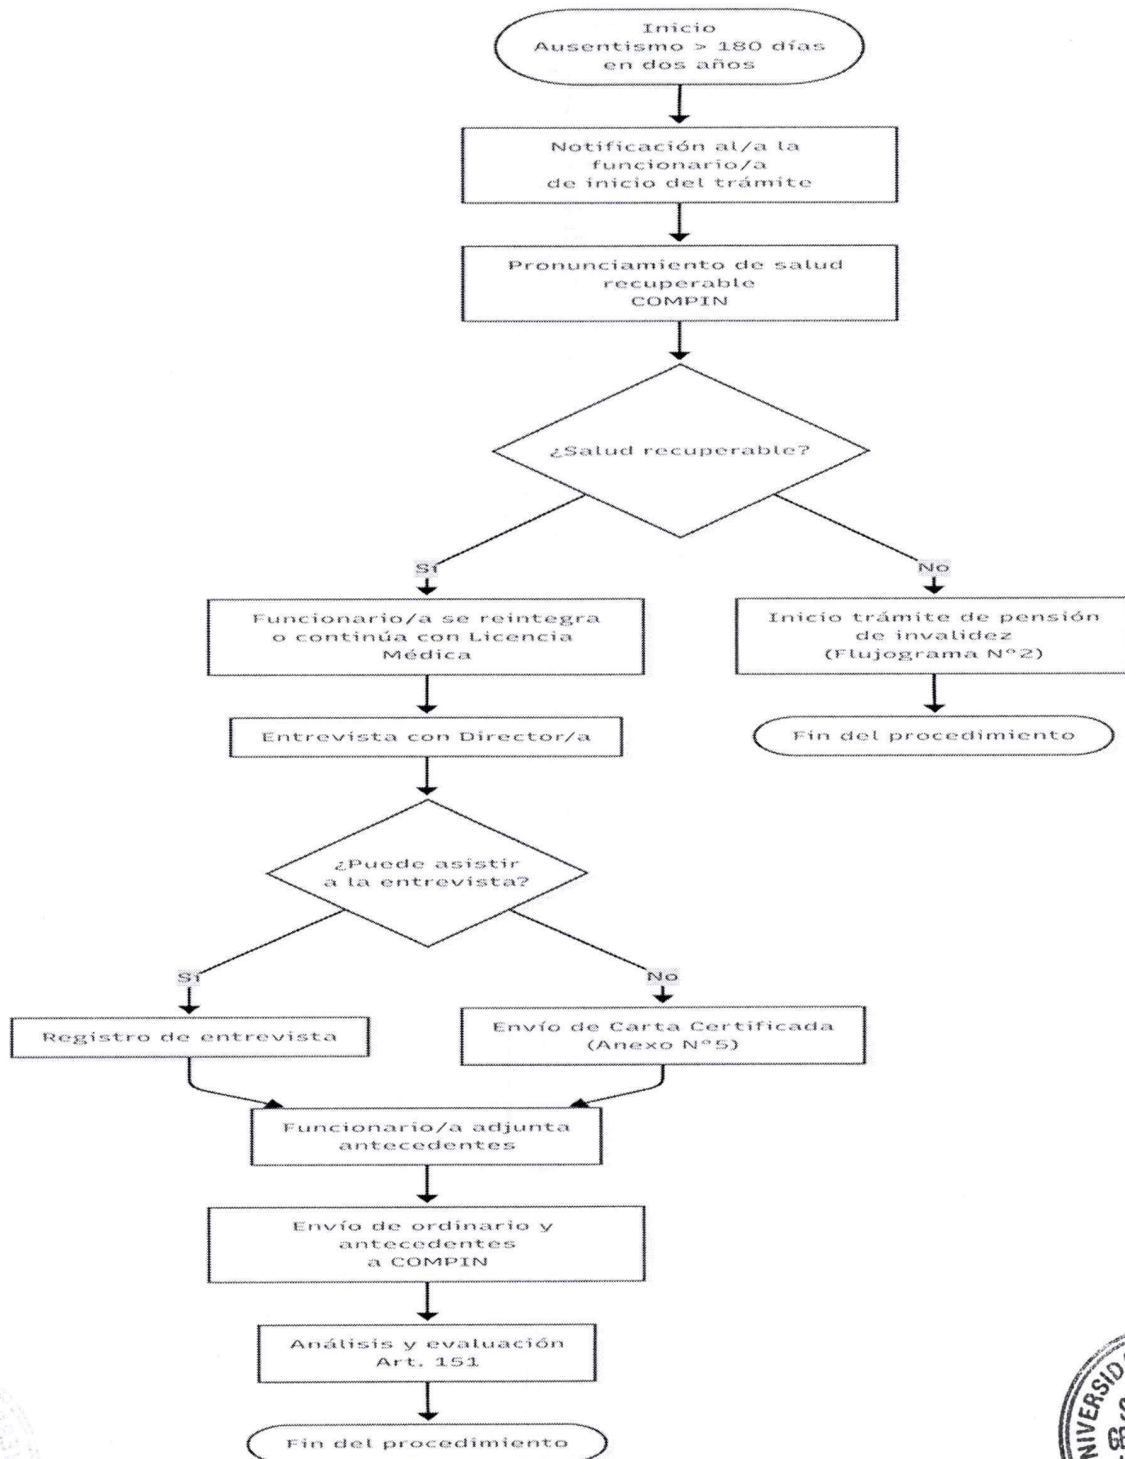 Inicio
Ausentismo > 180 días
en dos años
Notificación al/a la
funcionario/a
de inicio del trámite
Pronunciamiento de salud
recuperable
COMPIN
¿Salud recuperable?
Sí
No
Funcionario/a se reintegra
o continúa con Licencia
Médica
Inicio trámite de pensión
de invalidez
(Flujograma N°2)
Entrevista con Director/a
Fin del procedimiento
¿Puede asistir
a la entrevista?
Sí
No
Registro de entrevista
Envío de Carta Certificada
(Anexo N°5)
Funcionario/a adjunta
antecedentes
Envío de ordinario y
antecedentes
a COMPIN
Análisis y evaluación
Art. 151
Fin del procedimiento